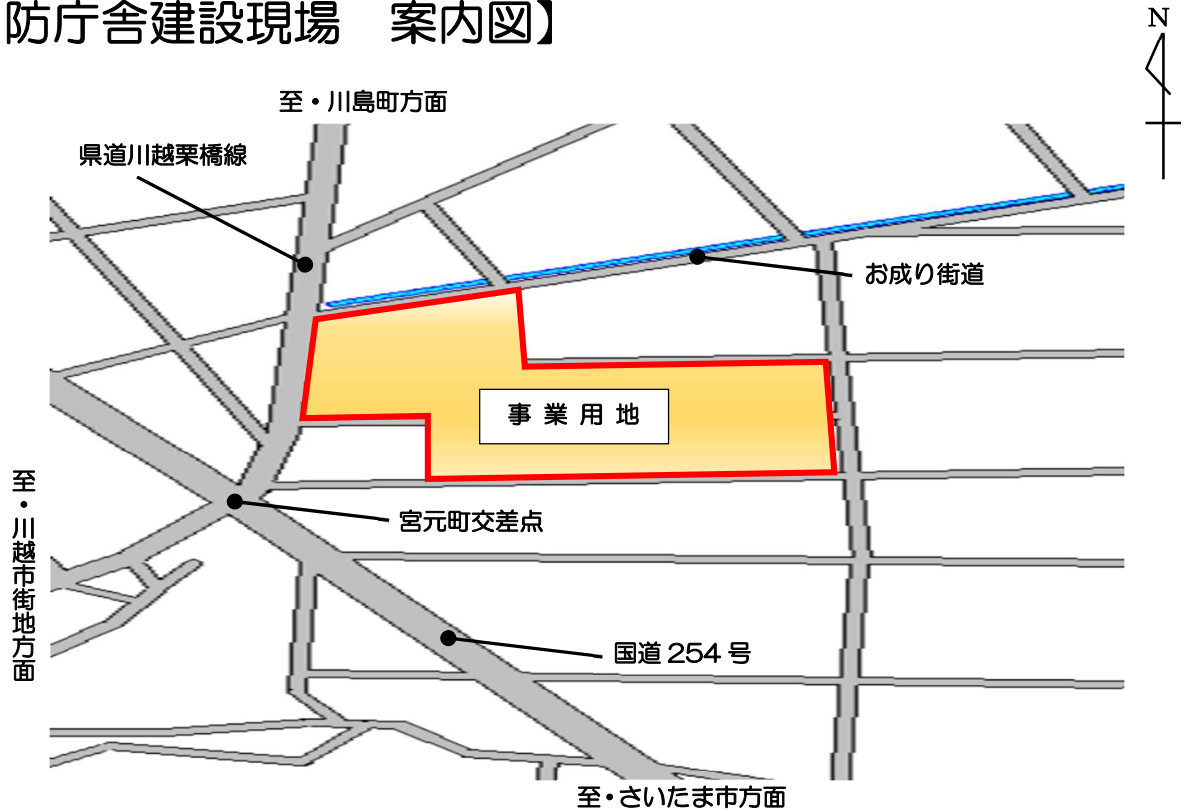 防庁舎建設現場　案内図】
N
至・川島町方面
県道川越栗橋線
お成り街道
事 業 用 地
至・川越市街地方面
宮元町交差点
国道 254 号
至・さいたま市方面